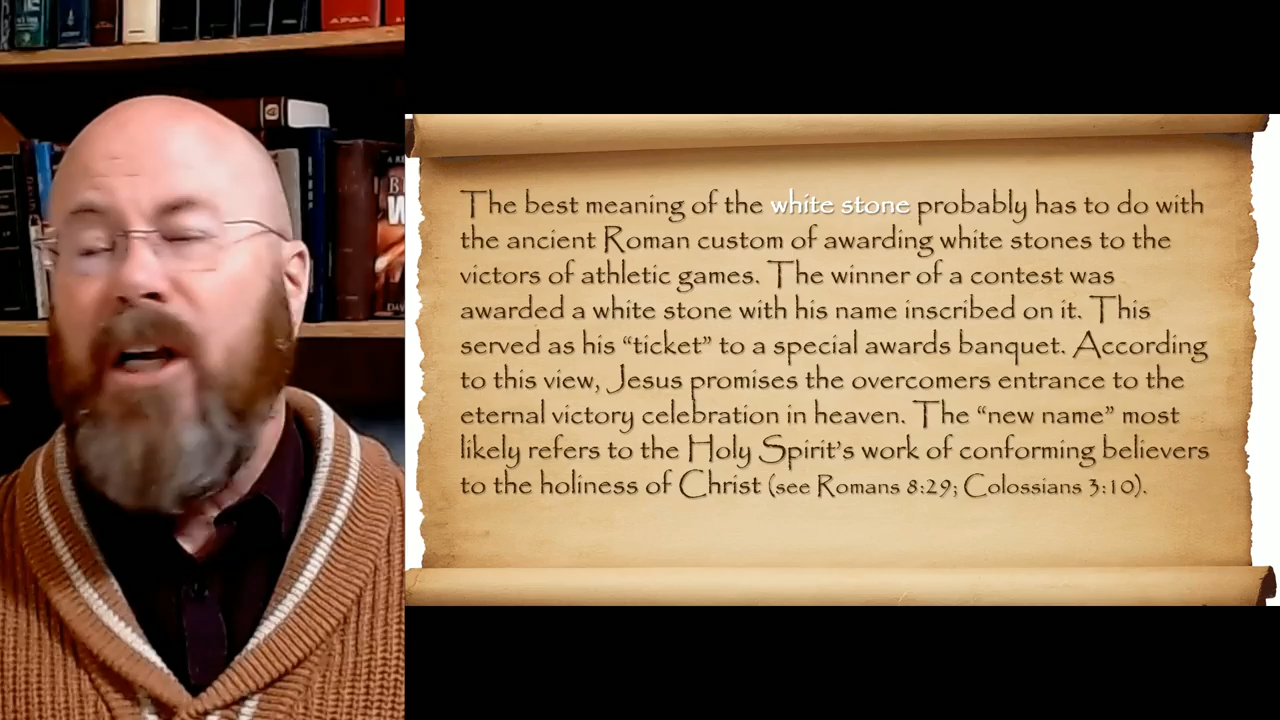 The best meaning of the white stone probably has to do with
the ancient Roman custom of awarding white stones to the
victors of athletic games. The winner of a contest was
awarded a white stone with his name inscribed on it. This
served as his “ticket” to a special awards banquet. According
to this view, Jesus promises the overcomers entrance to the
eternal victory celebration in heaven. The “new name” most
likely refers to the Holy Spirit’s work of conforming believers
to the holiness of Christ (see Romans 8:29; Colossians 3:10).